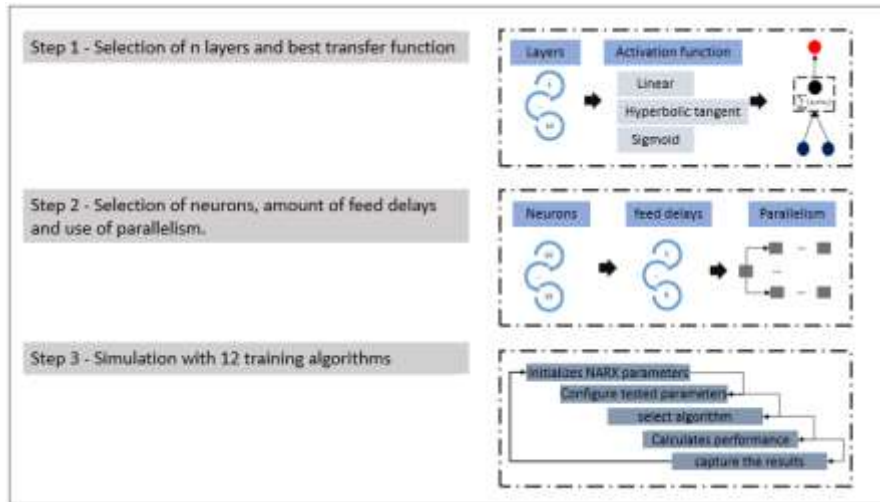 Step 1 - Selection of n layers and best transfer function
Layers
Activation function
Linear
Hyperbolic tangent
Sigmoid
Step 2 - Selection of neurons, amount of feed delays
and use of parallelism.
Neurons
feed delays
Parallelism
Step 3 - Simulation with 12 training algorithms
Initializes NARX parameters
Configure tested parameters
select algorithm
Calculates performance
capture the results